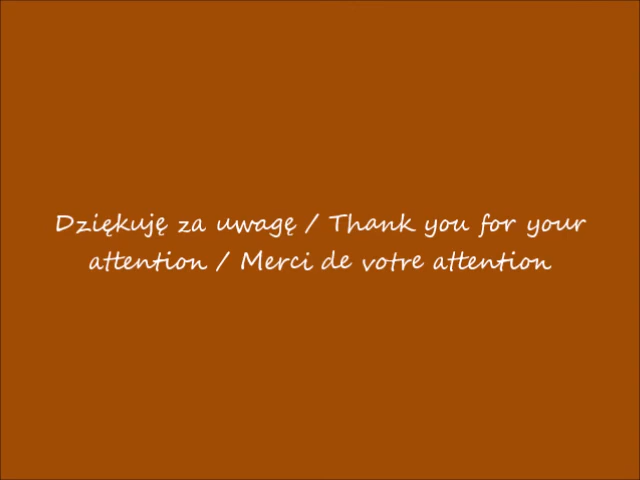 Dziękuję za uwagę / Thank you for your
attention / Merci de votre attention